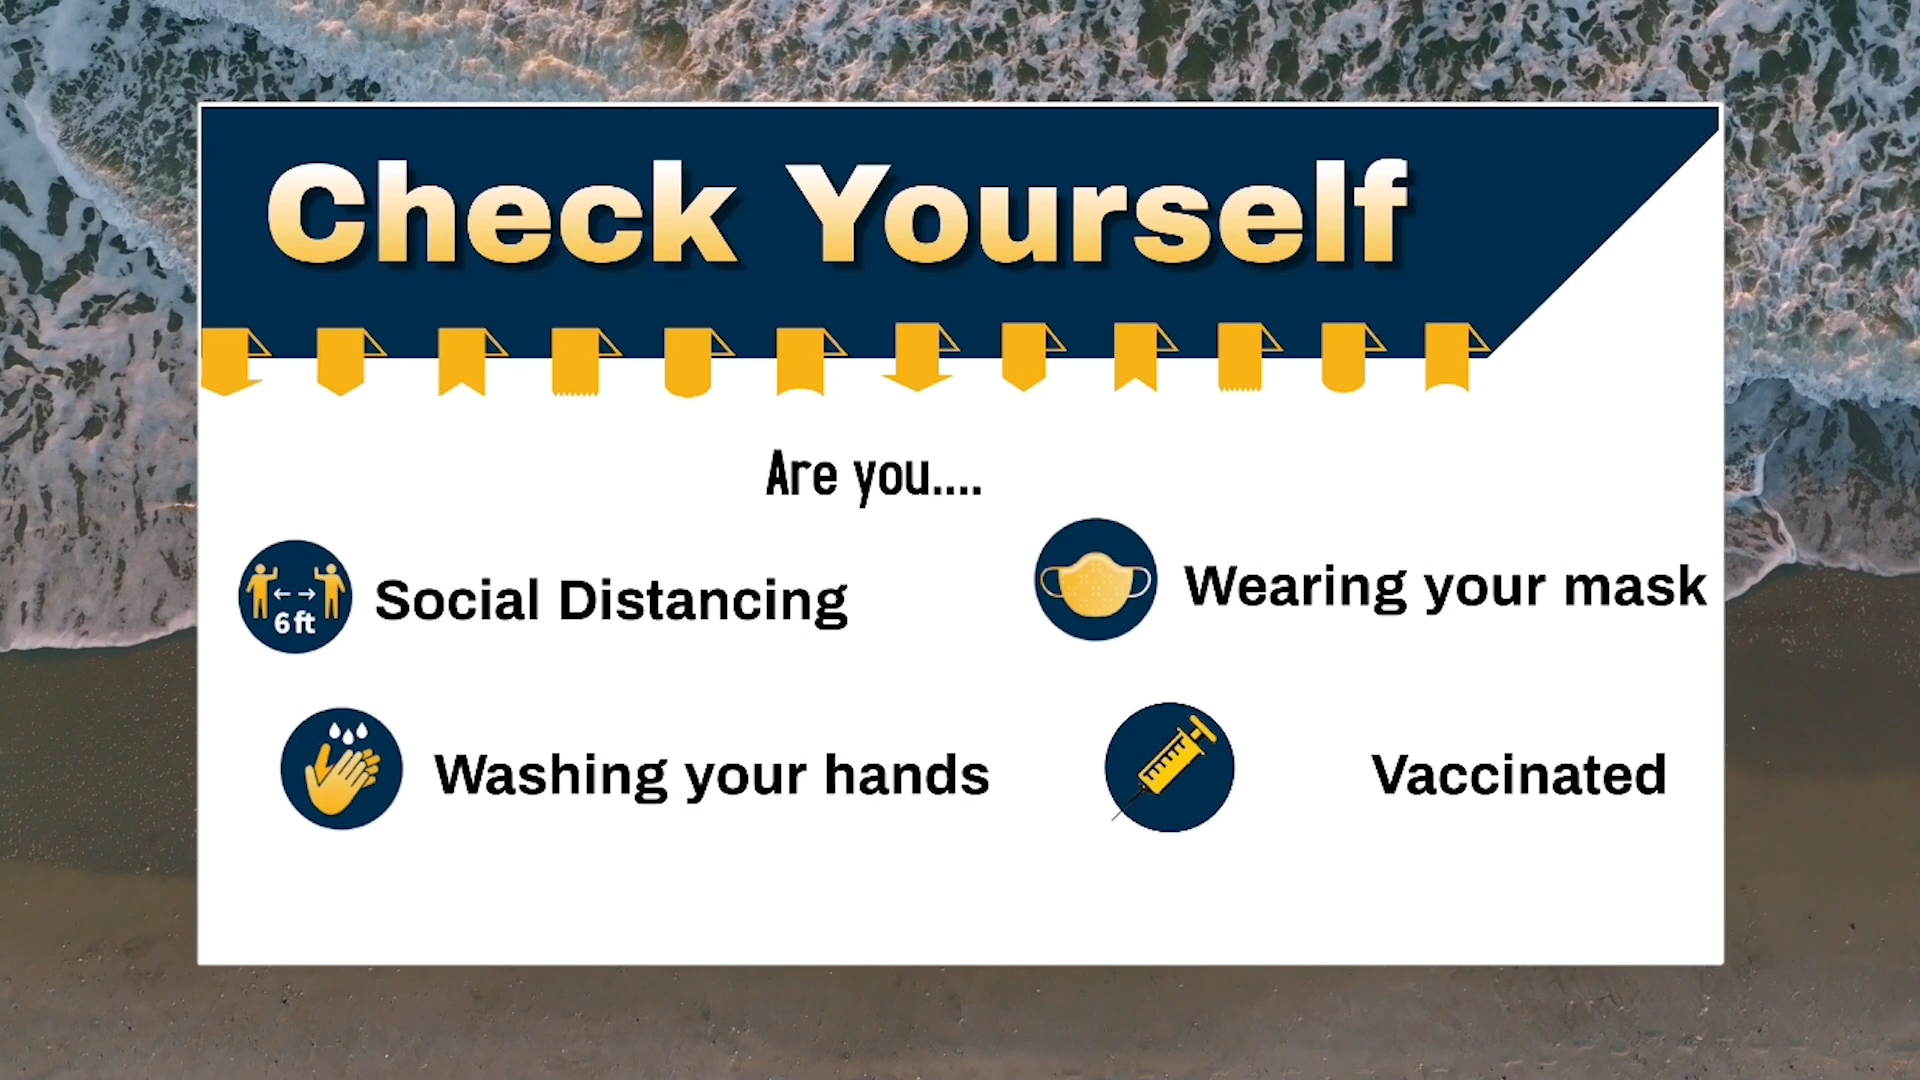 Check Yourself
Are you....
6 ft
Social Distancing
Wearing your mask
Washing your hands
Vaccinated